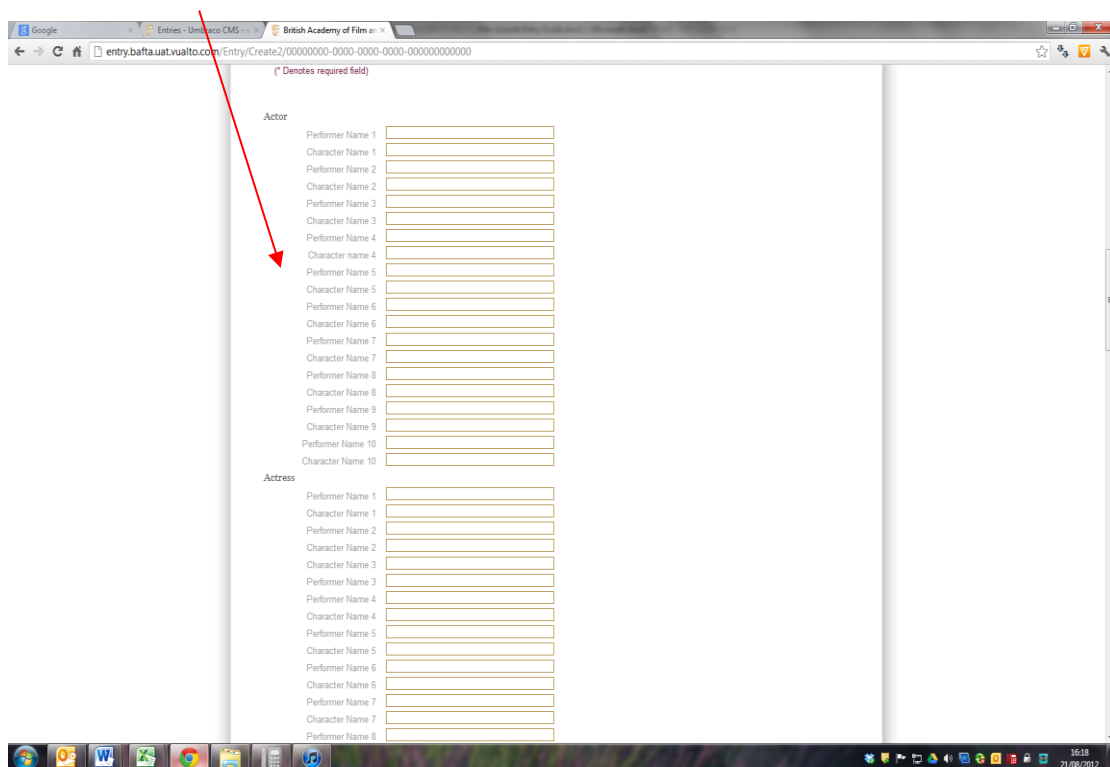 Google
Entries - Umbraco CMS -
British Academy of Film an
entry.bafta.uat.vualto.com/Entry/Create2/00000000-0000-0000-0000-000000000000
(* Denotes required field)
Actor
Performer Name 1
Character Name 1
Performer Name 2
Character Name 2
Performer Name 3
Character Name 3
Performer Name 4
Character name 4
Performer Name 5
Character Name 5
Performer Name 6
Character Name 6
Performer Name 7
Character Name 7
Performer Name 8
Character Name 8
Performer Name 9
Character Name 9
Performer Name 10
Character Name 10
Actress
Performer Name 1
Character Name 1
Performer Name 2
Character Name 2
Character Name 3
Performer Name 3
Performer Name 4
Character Name 4
Performer Name 5
Character Name 5
Performer Name 6
Character Name 6
Performer Name 7
Character Name 7
Performer Name 8
16:18
21/08/2012